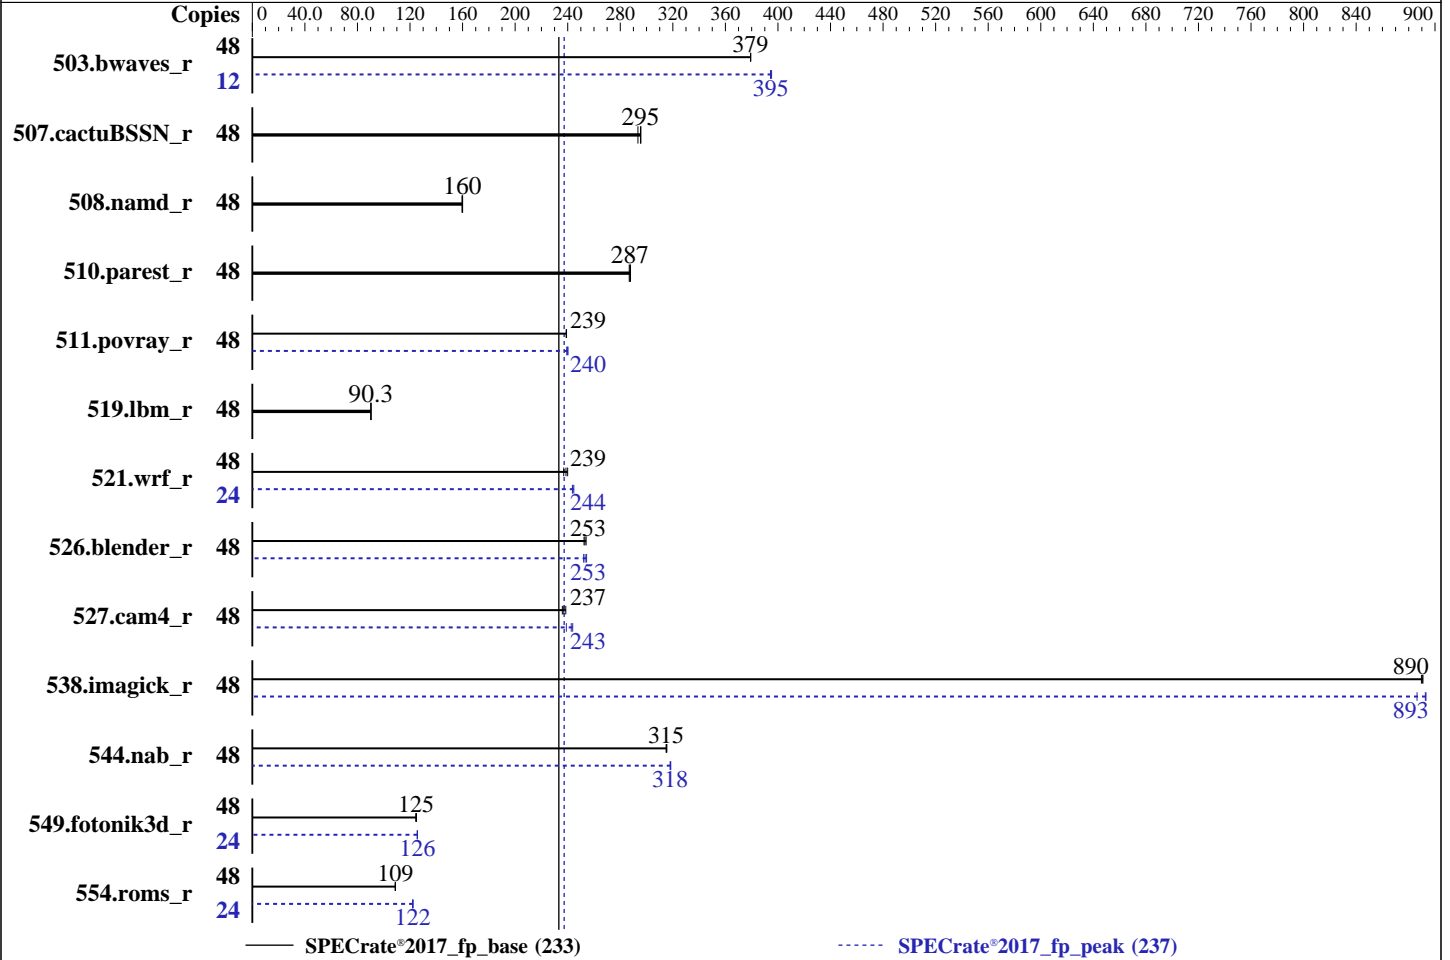 Copies 0 40.0 80.0 120 160 200 240 280 320 360 400 440 480 520 560 600 640 680 720 760 800 840 900
503.bwaves_r 48 379
12 395
507.cactuBSSN_r 48 295
508.namd_r 48 160
510.parest_r 48 287
511.povray_r 48 239
240
519.lbm_r 48 90.3
521.wrf_r 48 239
24 244
526.blender_r 48 253
253
527.cam4_r 48 237
243
538.imagick_r 48 890
893
544.nab_r 48 315
318
549.fotonik3d_r 48 125
24 126
554.roms_r 48 109
24 122
SPECrate®2017_fp_base (233) SPECrate®2017_fp_peak (237)